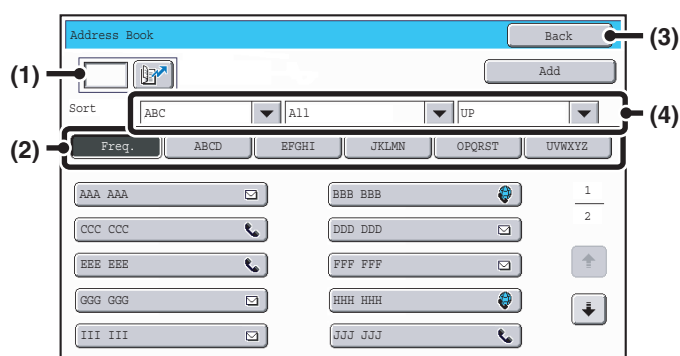 Address Book
Back
(3)
(1)
Add
Sort
ABC
All
UP
(4)
(2)
Freq.
ABCD
EFGHI
JKLMN
OPQRST
UVWXYZ
AAA AAA
BBB BBB
1
2
CCC CCC
DDD DDD
EEE EEE
FFF FFF
GGG GGG
HHH HHH
III III
JJJ JJJ